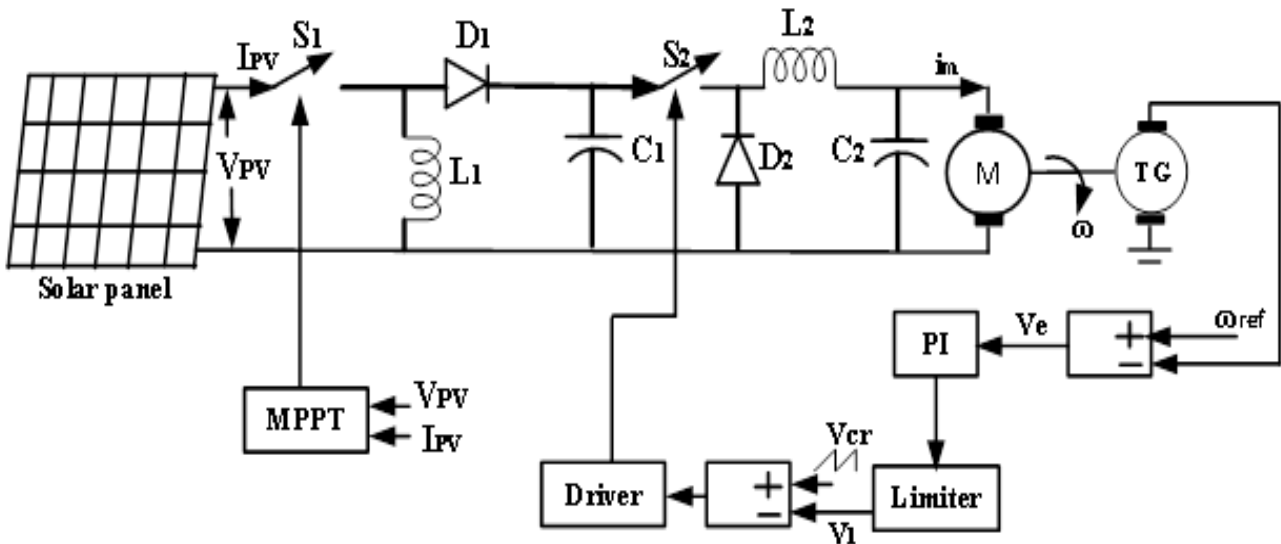 S1
D1
S2
L2
IPV
im
VPV
L1
C1
D2
C2
M
TG
ω
Solar panel
MPPT
VPV
IPV
PI
Ve
+
−
ωref
Driver
+
−
Vcr
V1
Limiter